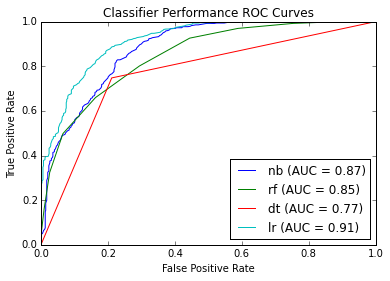 Classifier Performance ROC Curves
True Positive Rate
1.0
0.8
0.6
0.4
0.2
0.0
nb (AUC = 0.87)
rf (AUC = 0.85)
dt (AUC = 0.77)
lr (AUC = 0.91)
0.0 0.2 0.4 0.6 0.8 1.0
False Positive Rate